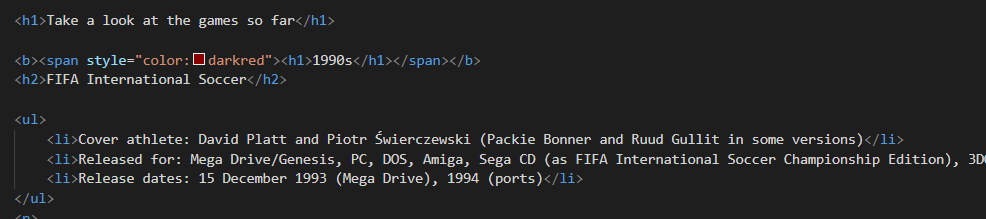 <h1>Take a look at the games so far</h1>
<b><span style="color:darkred"><h1>1990s</h1></span></b>
<h2>FIFA International Soccer</h2>
<ul>
<li>Cover athlete: David Platt and Piotr Świerczewski (Packie Bonner and Ruud Gullit in some versions)</li>
<li>Released for: Mega Drive/Genesis, PC, DOS, Amiga, Sega CD (as FIFA International Soccer Championship Edition),
<li>Release dates: 15 December 1993 (Mega Drive), 1994 (ports)</li>
</ul>